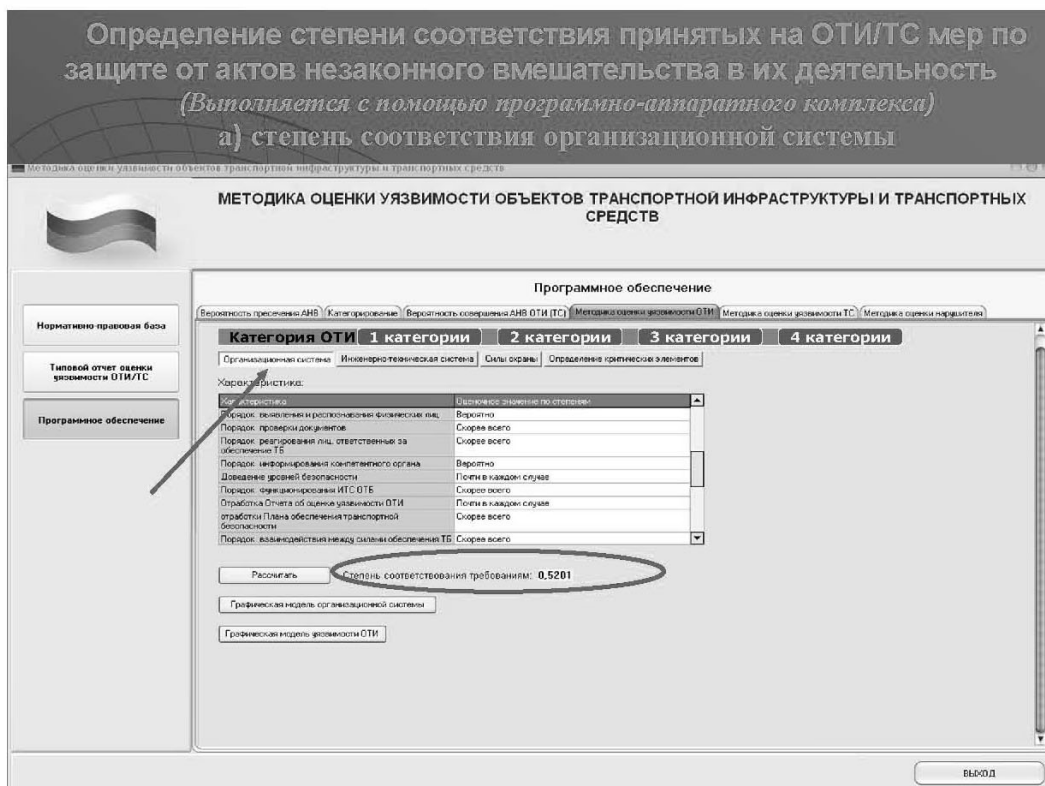 Определение степени соответствия принятых на ОТИ/ТС мер по
защите от актов незаконного вмешательства в их деятельность
(Выполняется с помощью программно-аппаратного комплекса)
а) степень соответствия организационной системы
Методика оценки уязвимости объектов транспортной инфраструктуры и транспортных средств
МЕТОДИКА ОЦЕНКИ УЯЗВИМОСТИ ОБЪЕКТОВ ТРАНСПОРТНОЙ ИНФРАСТРУКТУРЫ И ТРАНСПОРТНЫХ
СРЕДСТВ
Нормативно-правовая база
Типовой отчет оценки
уязвимости ОТИ/ТС
Программное обеспечение
Программное обеспечение
Вероятность пресечения АНВ Категорирование Вероятность совершения АНВ ОТИ (ТС) Методика оценки уязвимости ОТИ Методика оценки уязвимости ТС Методика оценки нарушителя
Категория ОТИ 1 категории 2 категории 3 категории 4 категории
Организационная система Инженерно-техническая система Силы охраны Определение критических элементов
Характеристика:
Характеристика Оценочное значение по степеням
Порядок выявления и распознавания физических лиц Вероятно
Порядок проверки документов Скорее всего
Порядок реагирования лиц, ответственных за
обеспечение ТБ Скорее всего
Порядок информирования компетентного органа Вероятно
Доведение уровней безопасности Почти в каждом случае
Порядок функционирования ИТС ОТБ Скорее всего
Отработка Отчета об оценке уязвимости ОТИ Почти в каждом случае
отработки Плана обеспечения транспортной
безопасности Скорее всего
Порядок взаимодействия между силами обеспечения ТБ Скорее всего
Рассчитать Степень соответствования требованиям: 0,5201
Графическая модель организационной системы
Графическая модель уязвимости ОТИ
ВЫХОД